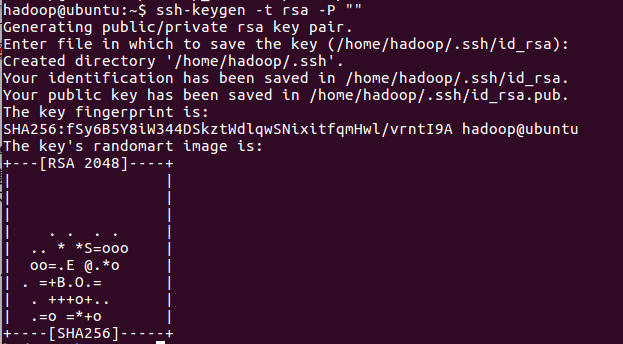 hadoop@ubuntu:~$ ssh-keygen -t rsa -P ""
Generating public/private rsa key pair.
Enter file in which to save the key (/home/hadoop/.ssh/id_rsa):
Created directory '/home/hadoop/.ssh'.
Your identification has been saved in /home/hadoop/.ssh/id_rsa.
Your public key has been saved in /home/hadoop/.ssh/id_rsa.pub.
The key fingerprint is:
SHA256:fSy6B5Y8iW344DSkztWdlqwSNixitfqmHwl/vrntI9A hadoop@ubuntu
The key's randomart image is:
+---[RSA 2048]----+
|                 |
|                 |
|                 |
|    . .  . .     |
|  .. * *S=ooo    |
|  oo=.E @.*o     |
| . =+B.O.=       |
|  . +++o+..      |
|  .=o =*+o       |
+----[SHA256]-----+